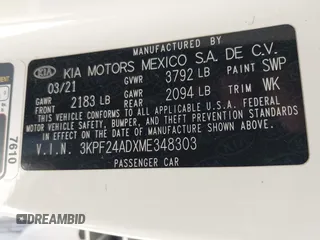 MANUFACTURED BY
KIA KIA MOTORS MEXICO S.A. DE C.V.
03/21 GVWR 3792 LB PAINT SWP
GAWR FRONT 2183 LB GAWR REAR 2094 LB TRIM WK
THIS VEHICLE CONFORMS TO ALL APPLICABLE U.S. FEDERAL
MOTOR VEHICLE SAFETY, BUMPER, AND THEFT PREVENTION STANDARDS
IN EFFECT ON THE DATE OF MANUFACTURE SHOWN ABOVE.
V.I.N. 3KPF24ADXME348303
PASSENGER CAR
7610
DREAMBID